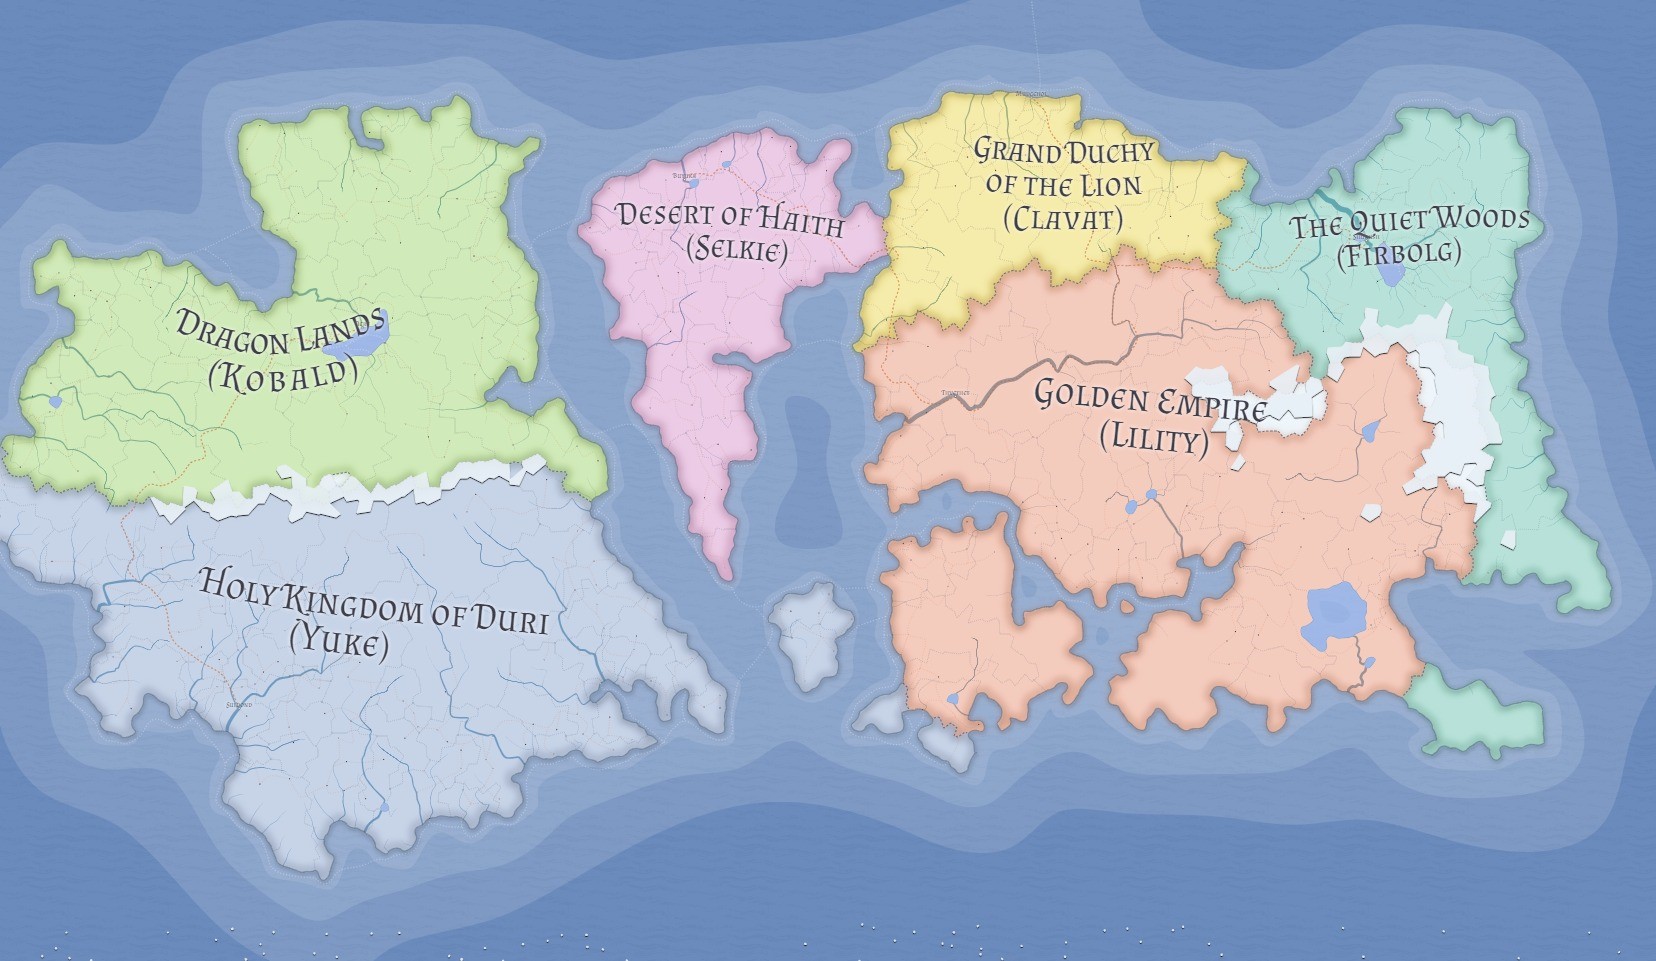 Grand Duchy
of the Lion
(Clavat)
Desert of Haith
(Selkie)
The Quiet Woods
(Firbolg)
Dragon Lands
(Kobald)
Golden Empire
(Lility)
Holy Kingdom of Duri
(Yuke)